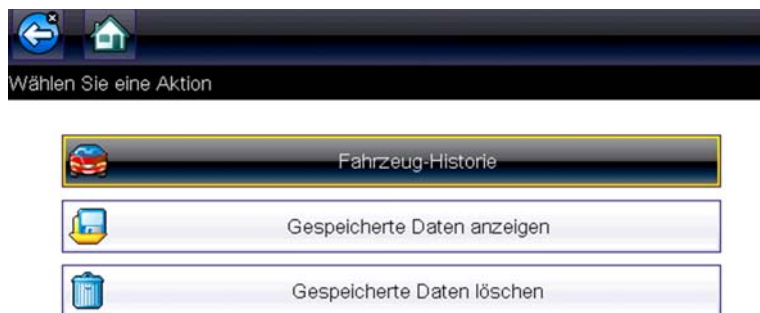 Wählen Sie eine Aktion
Fahrzeug-Historie
Gespeicherte Daten anzeigen
Gespeicherte Daten löschen